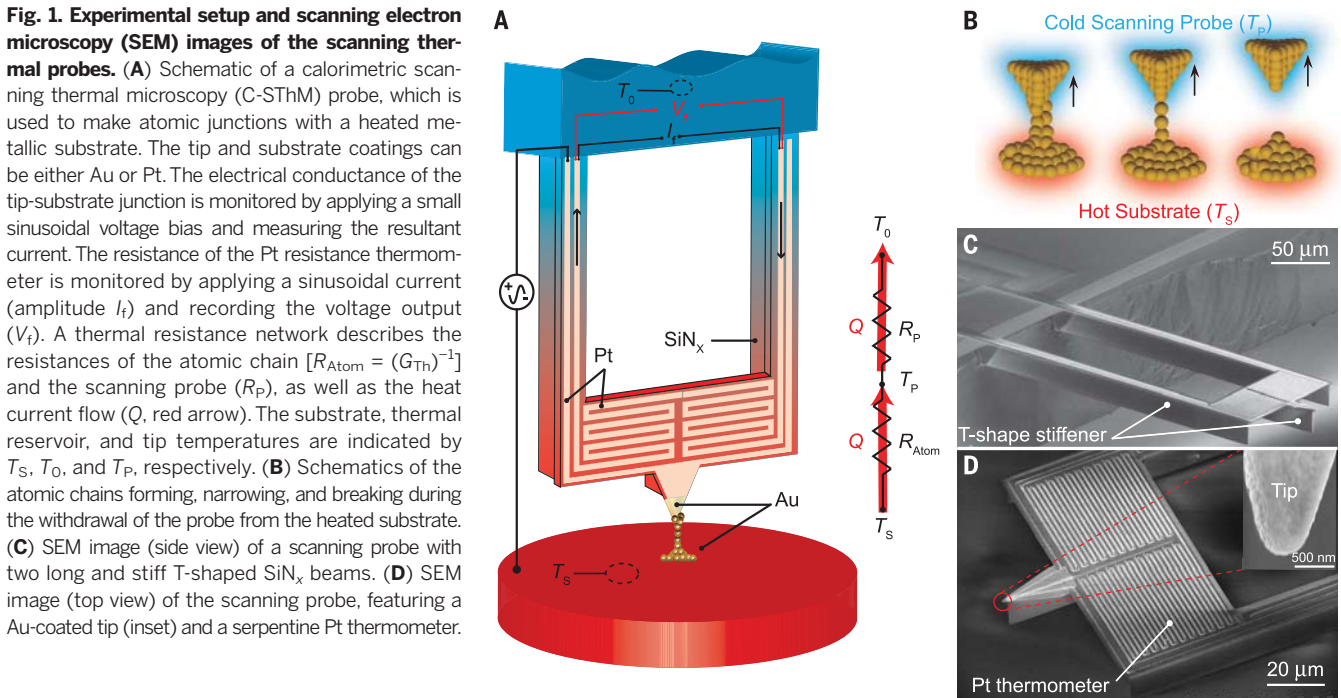 Fig. 1. Experimental setup and scanning electron
microscopy (SEM) images of the scanning ther-
mal probes. (A) Schematic of a calorimetric scan-
ning thermal microscopy (C-SThM) probe, which is
used to make atomic junctions with a heated me-
tallic substrate. The tip and substrate coatings can
be either Au or Pt. The electrical conductance of the
tip-substrate junction is monitored by applying a small
sinusoidal voltage bias and measuring the resultant
current. The resistance of the Pt resistance thermom-
eter is monitored by applying a sinusoidal current
(amplitude If) and recording the voltage output
(Vf). A thermal resistance network describes the
resistances of the atomic chain [RAtom = (GTh)−1]
and the scanning probe (RP), as well as the heat
current flow (Q, red arrow). The substrate, thermal
reservoir, and tip temperatures are indicated by
TS, T0, and TP, respectively. (B) Schematics of the
atomic chains forming, narrowing, and breaking during
the withdrawal of the probe from the heated substrate.
(C) SEM image (side view) of a scanning probe with
two long and stiff T-shaped SiNx beams. (D) SEM
image (top view) of the scanning probe, featuring a
Au-coated tip (inset) and a serpentine Pt thermometer.
A
T0
Vf
If
SiNX
Pt
Au
TS
T0
Q
RP
TP
Q
RAtom
TS
B
Cold Scanning Probe (TP)
Hot Substrate (TS)
C
50 μm
T-shape stiffener
D
Tip
500 nm
Pt thermometer
20 μm